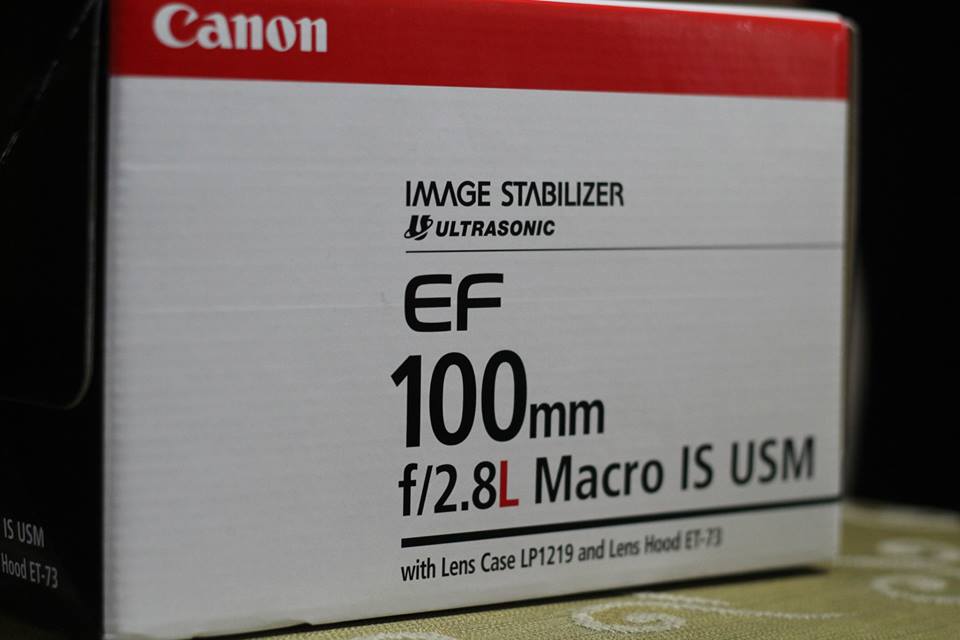 Canon
IMAGE STABILIZER
ULTRASONIC
EF
100mm
f/2.8L Macro IS USM
with Lens Case LP1219 and Lens Hood ET-73
IS USM
Hood ET-73